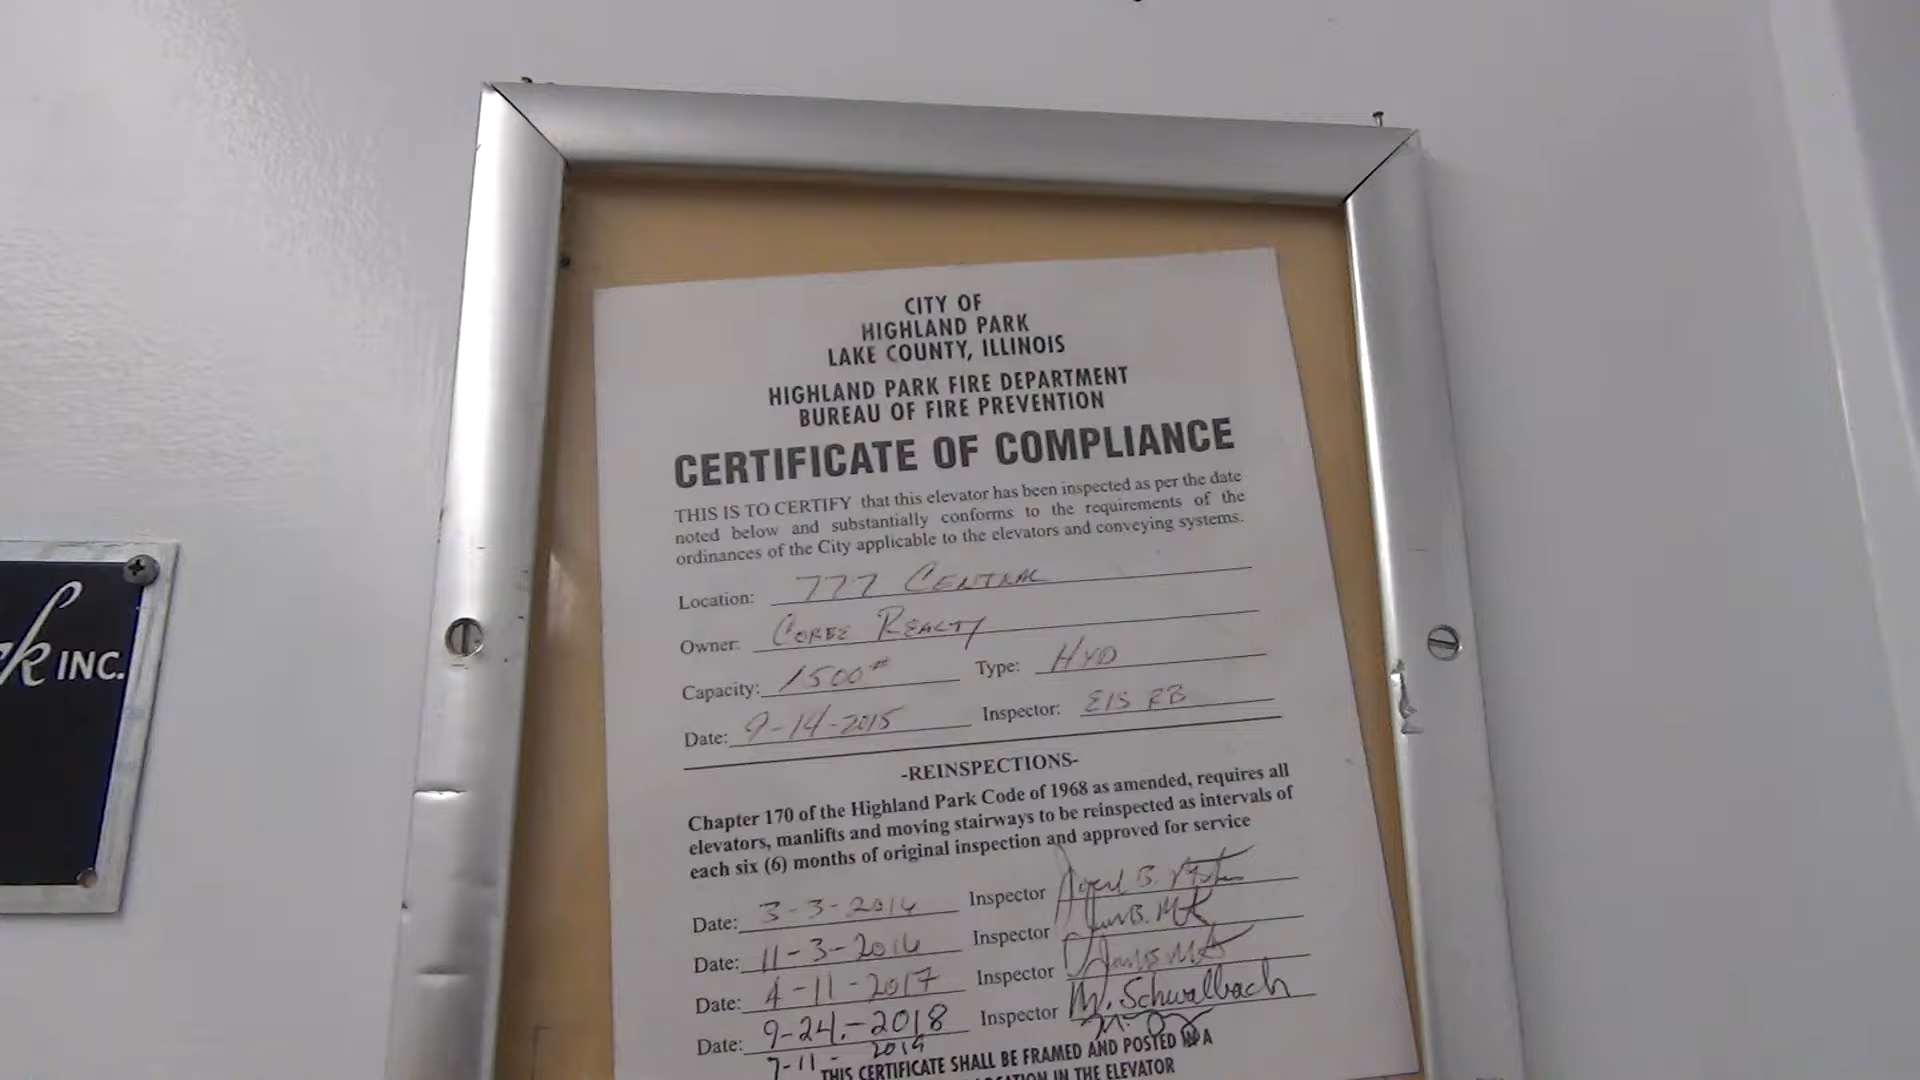 CITY OF
HIGHLAND PARK
LAKE COUNTY, ILLINOIS
HIGHLAND PARK FIRE DEPARTMENT
BUREAU OF FIRE PREVENTION
CERTIFICATE OF COMPLIANCE
THIS IS TO CERTIFY that this elevator has been inspected as per the date
noted below and substantially conforms to the requirements of the
ordinances of the City applicable to the elevators and conveying systems.
Location: 777 CENTRAL
Owner: CORBE REALTY
Capacity: 1500# Type: HYD
Date: 9-14-2015 Inspector: EIS RB
-REINSPECTIONS-
Chapter 170 of the Highland Park Code of 1968 as amended, requires all
elevators, manlifts and moving stairways to be reinspected as intervals of
each six (6) months of original inspection and approved for service
Date: 3-3-2016 Inspector
Date: 11-3-2016 Inspector
Date: 4-11-2017 Inspector
Date: 9-24.-2018 Inspector M. Schwalbach
7-11-2019
THIS CERTIFICATE SHALL BE FRAMED AND POSTED IN A
IN THE ELEVATOR
k INC.